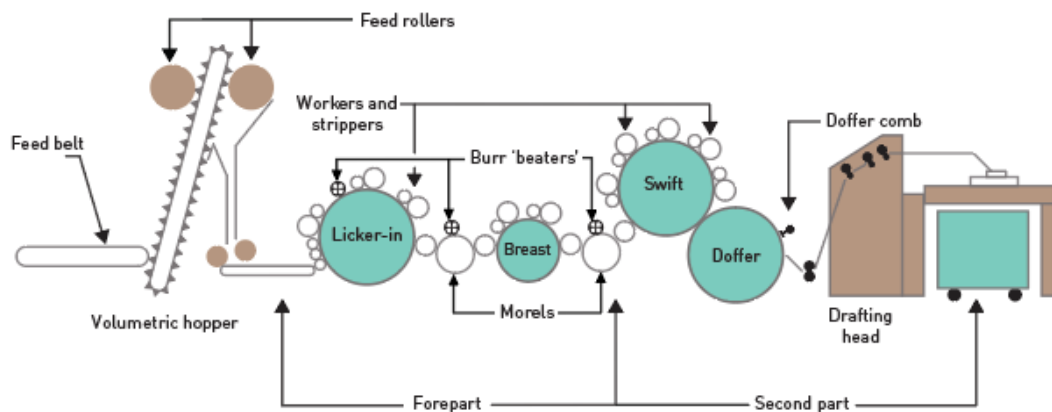 Feed rollers
Workers and
strippers
Doffer comb
Feed belt
Burr ‘beaters’
Swift
Licker-in
Breast
Doffer
Volumetric hopper
Morels
Drafting
head
Forepart
Second part